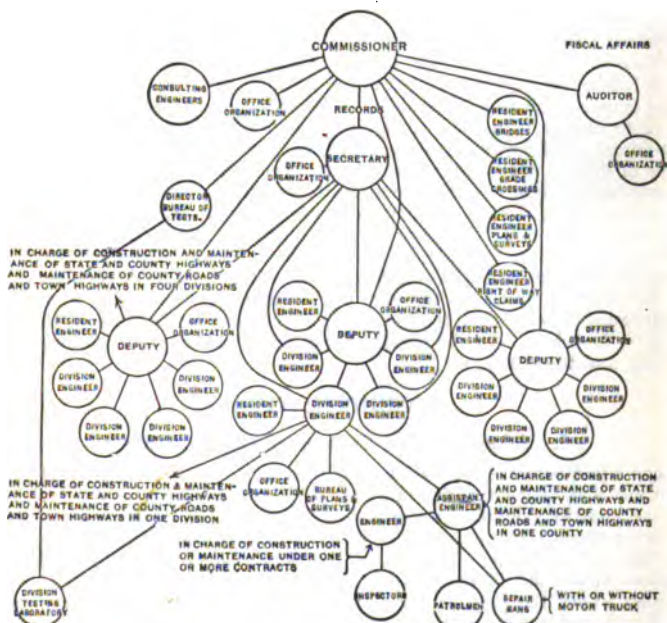 COMMISSIONER
FISCAL AFFAIRS
CONSULTING
ENGINEERS
OFFICE
ORGANIZATION
AUDITOR
RECORDS
RESIDENT
ENGINEER
BRIDGES
OFFICE
ORGANIZATION
SECRETARY
OFFICE
ORGANIZATION
RESIDENT
ENGINEER
GRADE
CROSSINGS
DIRECTOR
BUREAU OF
TESTS.
RESIDENT
ENGINEER
PLANS &
SURVEYS
IN CHARGE OF CONSTRUCTION AND MAINTEN-
ANCE OF STATE AND COUNTY HIGHWAYS
AND MAINTENANCE OF COUNTY ROADS
AND TOWN HIGHWAYS IN FOUR DIVISIONS
RESIDENT
ENGINEER
RIGHT OF WAY
CLAIMS
RESIDENT
ENGINEER
OFFICE
ORGANIZATION
DEPUTY
DIVISION
ENGINEER
DIVISION
ENGINEER
DIVISION
ENGINEER
DIVISION
ENGINEER
RESIDENT
ENGINEER
OFFICE
ORGANIZATION
DEPUTY
DIVISION
ENGINEER
DIVISION
ENGINEER
RESIDENT
ENGINEER
DIVISION
ENGINEER
DIVISION
ENGINEER
RESIDENT
ENGINEER
OFFICE
ORGANIZATION
DEPUTY
DIVISION
ENGINEER
DIVISION
ENGINEER
DIVISION
ENGINEER
DIVISION
ENGINEER
IN CHARGE OF CONSTRUCTION & MAINTEN-
ANCE OF STATE AND COUNTY HIGHWAYS
AND MAINTENANCE OF COUNTY ROADS
AND TOWN HIGHWAYS IN ONE DIVISION
OFFICE
ORGANIZATION
BUREAU
OF PLANS &
SURVEYS
ASSISTANT
ENGINEER
IN CHARGE OF CONSTRUCTION
AND MAINTENANCE OF STATE
AND COUNTY HIGHWAYS AND
MAINTENANCE OF COUNTY
ROADS AND TOWN HIGHWAYS
IN ONE COUNTY
ENGINEER
IN CHARGE OF CONSTRUCTION
OR MAINTENANCE UNDER ONE
OR MORE CONTRACTS
DIVISION
TESTING
LABORATORY
INSPECTORS
PATROLMEN
REPAIR
GANG
WITH OR WITHOUT
MOTOR TRUCK